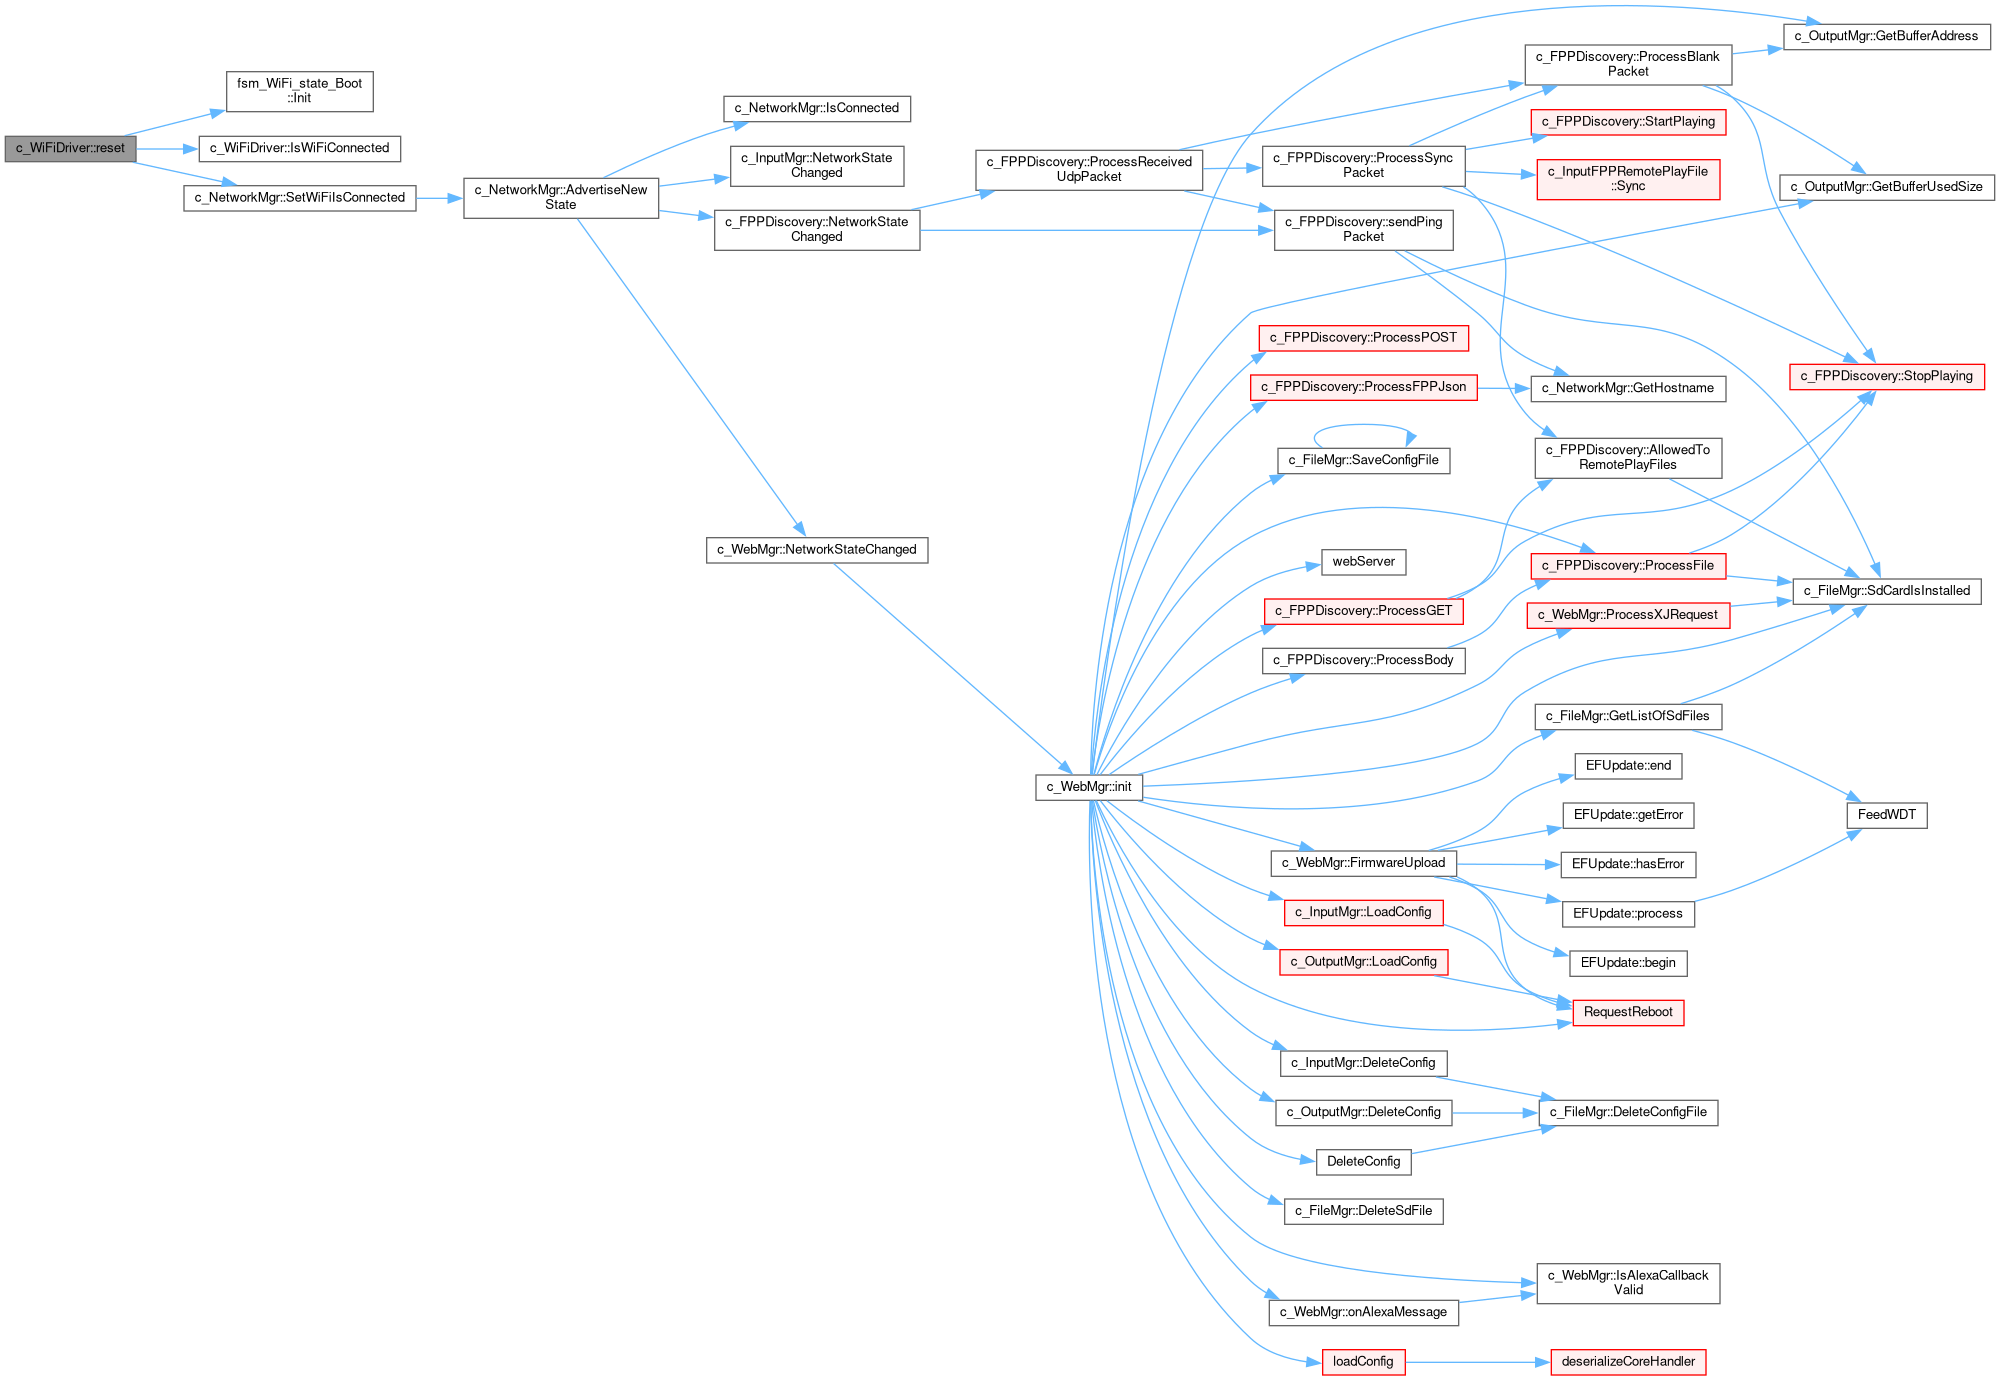 c_WiFiDriver::reset
fsm_WiFi_state_Boot
::Init
c_WiFiDriver::IsWiFiConnected
c_NetworkMgr::SetWiFiIsConnected
c_NetworkMgr::AdvertiseNew
State
c_NetworkMgr::IsConnected
c_InputMgr::NetworkState
Changed
c_FPPDiscovery::NetworkState
Changed
c_WebMgr::NetworkStateChanged
c_FPPDiscovery::ProcessReceived
UdpPacket
c_WebMgr::init
c_FPPDiscovery::ProcessSync
Packet
c_FPPDiscovery::sendPing
Packet
c_FPPDiscovery::ProcessPOST
c_FPPDiscovery::ProcessFPPJson
c_FileMgr::SaveConfigFile
webServer
c_FPPDiscovery::ProcessGET
c_FPPDiscovery::ProcessBody
c_WebMgr::FirmwareUpload
c_InputMgr::LoadConfig
c_OutputMgr::LoadConfig
c_InputMgr::DeleteConfig
c_OutputMgr::DeleteConfig
DeleteConfig
c_FileMgr::DeleteSdFile
c_WebMgr::onAlexaMessage
loadConfig
c_FPPDiscovery::ProcessBlank
Packet
c_FPPDiscovery::StartPlaying
c_InputFPPRemotePlayFile
::Sync
c_NetworkMgr::GetHostname
c_FPPDiscovery::AllowedTo
RemotePlayFiles
c_FPPDiscovery::ProcessFile
c_WebMgr::ProcessXJRequest
c_FileMgr::GetListOfSdFiles
EFUpdate::end
EFUpdate::getError
EFUpdate::hasError
EFUpdate::process
EFUpdate::begin
RequestReboot
c_FileMgr::DeleteConfigFile
c_WebMgr::IsAlexaCallback
Valid
deserializeCoreHandler
c_OutputMgr::GetBufferAddress
c_OutputMgr::GetBufferUsedSize
c_FPPDiscovery::StopPlaying
c_FileMgr::SdCardIsInstalled
FeedWDT